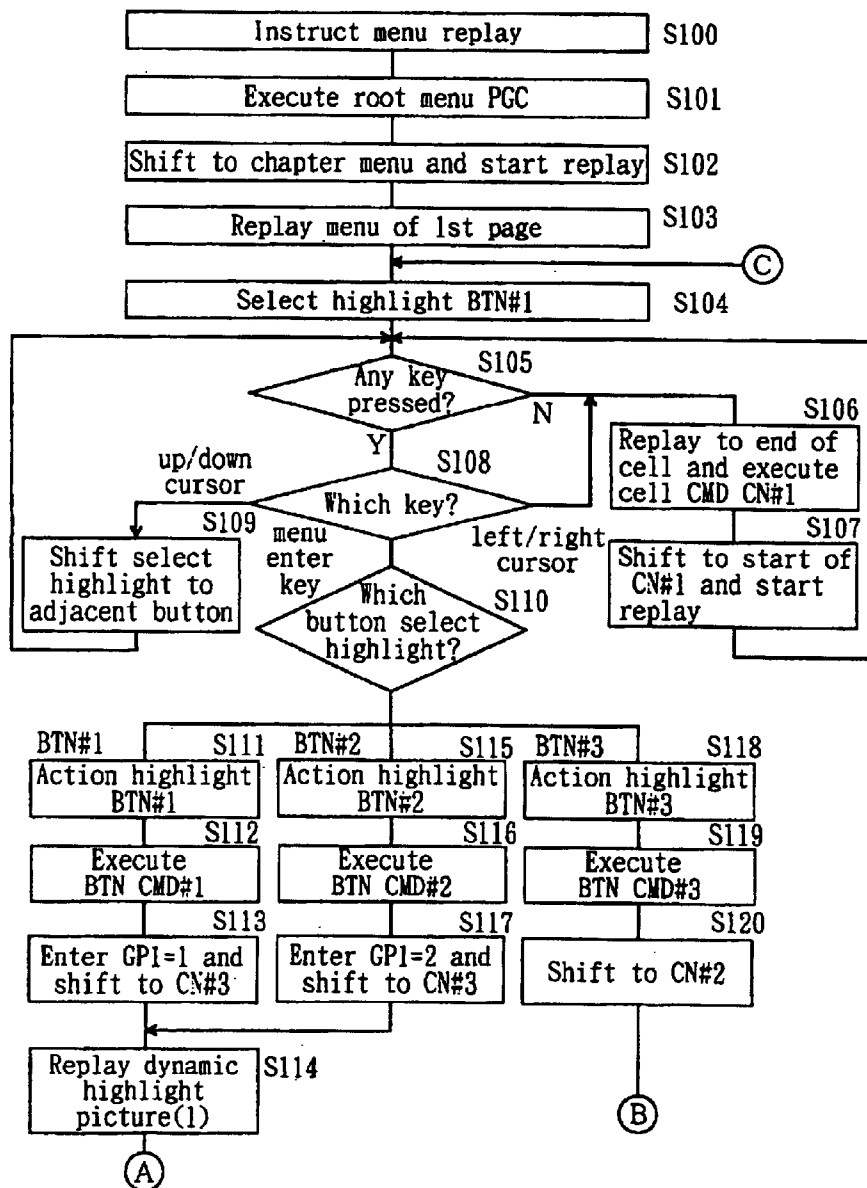 Instruct menu replay
S100
Execute root menu PGC
S101
Shift to chapter menu and start replay
S102
Replay menu of 1st page
S103
C
Select highlight BTN#1
S104
S105
Any key
pressed?
N
Y
S106
Replay to end of
cell and execute
cell CMD CN#1
up/down
cursor
S108
Which key?
S109
Shift select
highlight to
adjacent button
menu
enter
key
left/right
cursor
S107
Shift to start of
CN#1 and start
replay
S110
Which
button select
highlight?
BTN#1
S111
Action highlight
BTN#1
BTN#2
S115
Action highlight
BTN#2
BTN#3
S118
Action highlight
BTN#3
S112
Execute
BTN CMD#1
S116
Execute
BTN CMD#2
S119
Execute
BTN CMD#3
S113
Enter GP1=1 and
shift to CN#3
S117
Enter GP1=2 and
shift to CN#3
S120
Shift to CN#2
Replay dynamic
highlight
picture(1)
S114
B
A